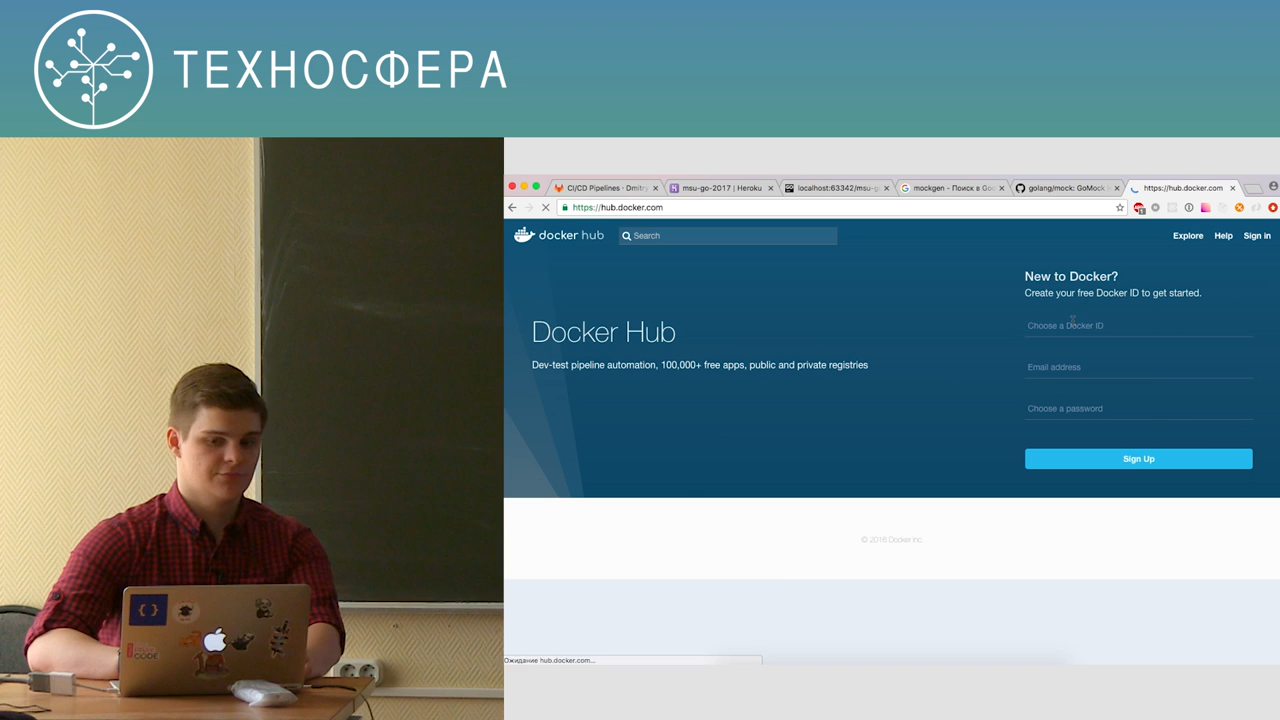 ТЕХНОСФЕРА
CI/CD Pipelines · Dmitry
msu-go-2017 | Heroku
localhost:63342/msu-g
mockgen - Поиск в Go
golang/mock: GoMock
https://hub.docker.com
https://hub.docker.com
docker hub
Search
Explore
Help
Sign in
New to Docker?
Create your free Docker ID to get started.
Choose a Docker ID
Docker Hub
Dev-test pipeline automation, 100,000+ free apps, public and private registries
Email address
Choose a password
Sign Up
© 2016 Docker Inc
{ }
CODE
Ожидание hub.docker.com...